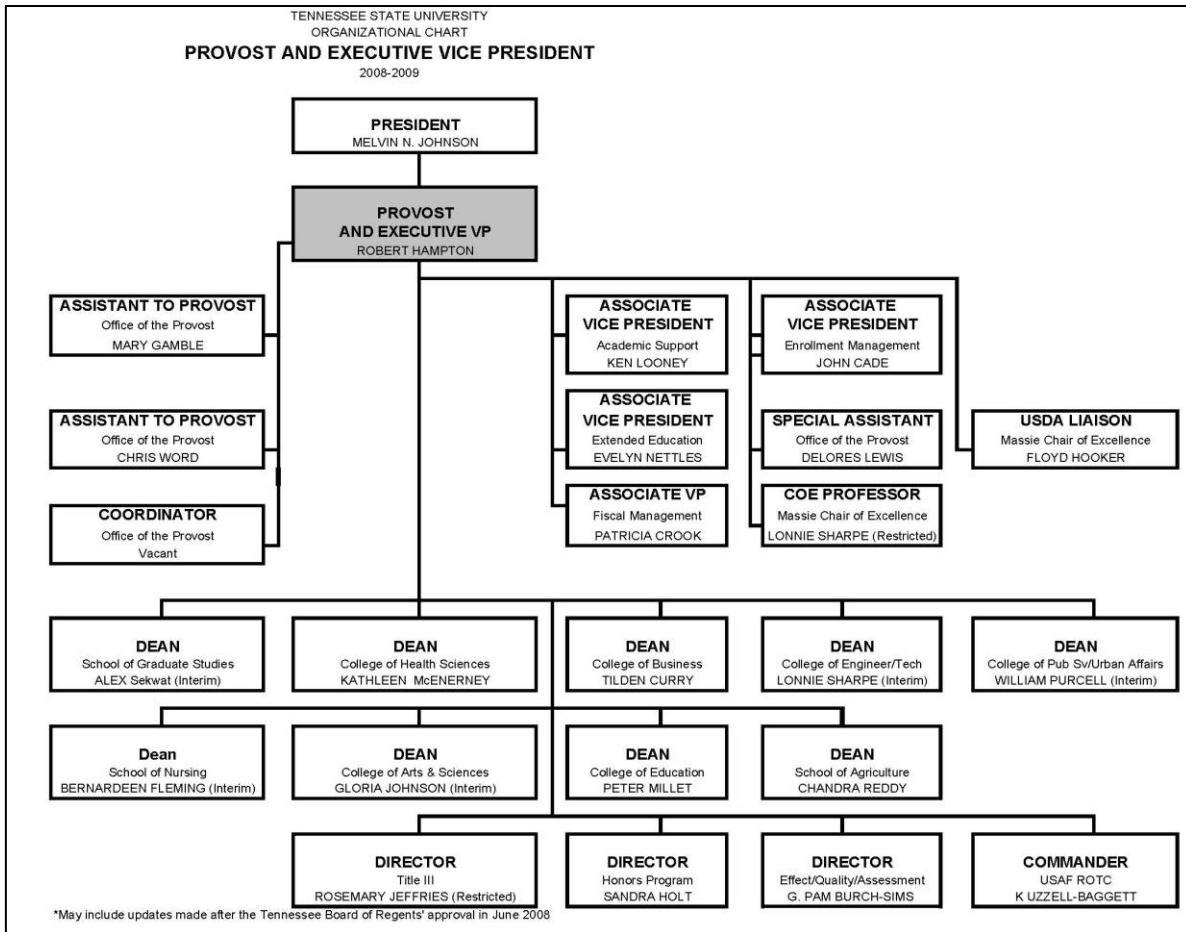 TENNESSEE STATE UNIVERSITY
ORGANIZATIONAL CHART
PROVOST AND EXECUTIVE VICE PRESIDENT
2008-2009
PRESIDENT
MELVIN N. JOHNSON
PROVOST
AND EXECUTIVE VP
ROBERT HAMPTON
ASSISTANT TO PROVOST
Office of the Provost
MARY GAMBLE
ASSOCIATE
VICE PRESIDENT
Academic Support
KEN LOONEY
ASSOCIATE
VICE PRESIDENT
Enrollment Management
JOHN CADE
ASSISTANT TO PROVOST
Office of the Provost
CHRIS WORD
ASSOCIATE
VICE PRESIDENT
Extended Education
EVELYN NETTLES
SPECIAL ASSISTANT
Office of the Provost
DELORES LEWIS
USDA LIAISON
Massie Chair of Excellence
FLOYD HOOKER
COORDINATOR
Office of the Provost
Vacant
ASSOCIATE VP
Fiscal Management
PATRICIA CROOK
COE PROFESSOR
Massie Chair of Excellence
LONNIE SHARPE (Restricted)
DEAN
School of Graduate Studies
ALEX Sekwat (Interim)
DEAN
College of Health Sciences
KATHLEEN McENERNEY
DEAN
College of Business
TILDEN CURRY
DEAN
College of Engineer/Tech
LONNIE SHARPE (Interim)
DEAN
College of Pub Sv/Urban Affairs
WILLIAM PURCELL (Interim)
Dean
School of Nursing
BERNARDEEN FLEMING (Interim)
DEAN
College of Arts & Sciences
GLORIA JOHNSON (Interim)
DEAN
College of Education
PETER MILLET
DEAN
School of Agriculture
CHANDRA REDDY
DIRECTOR
Title III
ROSEMARY JEFFRIES (Restricted)
DIRECTOR
Honors Program
SANDRA HOLT
DIRECTOR
Effect/Quality/Assessment
G. PAM BURCH-SIMS
COMMANDER
USAF ROTC
K UZZELL-BAGGETT
*May include updates made after the Tennessee Board of Regents' approval in June 2008